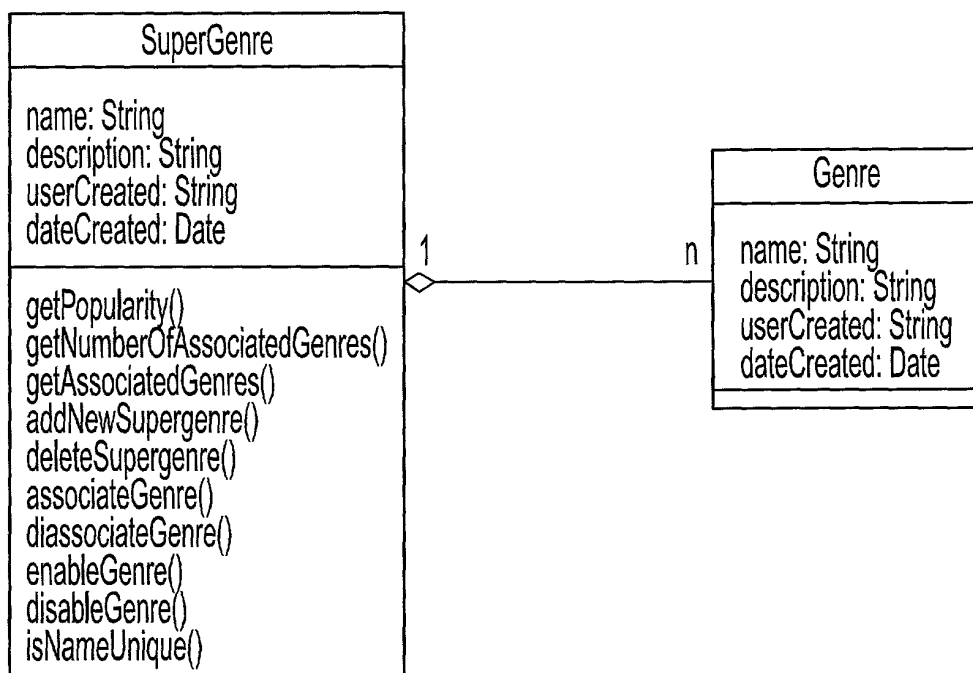 SuperGenre
name: String
description: String
userCreated: String
dateCreated: Date
getPopularity()
getNumberOfAssociatedGenres()
getAssociatedGenres()
addNewSupergenre()
deleteSupergenre()
associateGenre()
diassociateGenre()
enableGenre()
disableGenre()
isNameUnique()
1
n
Genre
name: String
description: String
userCreated: String
dateCreated: Date